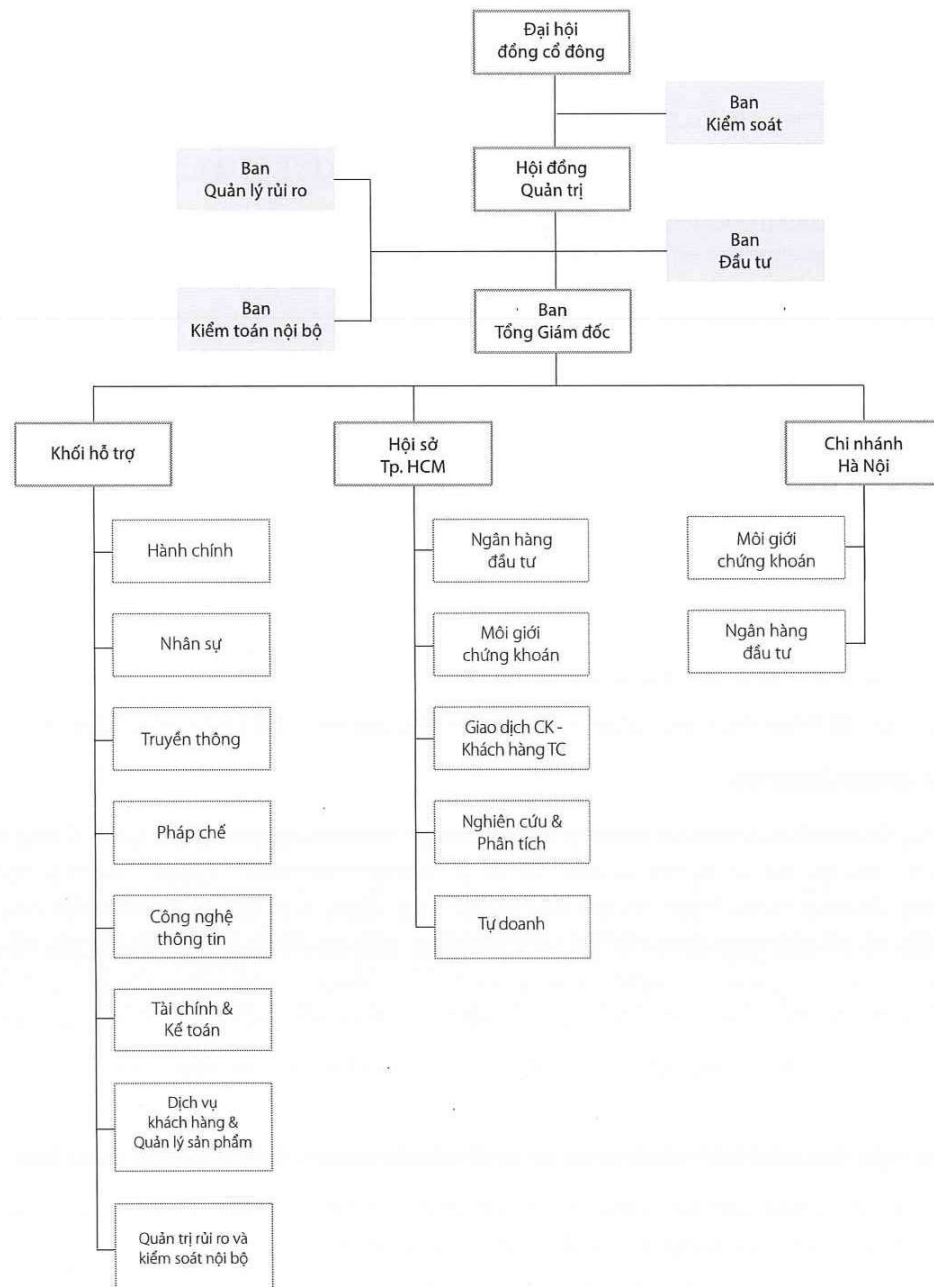 Đại hội
đồng cổ đông
Ban
Kiểm soát
Hội đồng
Quản trị
Ban
Quản lý rủi ro
Ban
Đầu tư
Ban
Kiểm toán nội bộ
Ban
Tổng Giám đốc
Khối hỗ trợ
Hội sở
Tp. HCM
Chi nhánh
Hà Nội
Hành chính
Nhân sự
Truyền thông
Pháp chế
Công nghệ
thông tin
Tài chính &
Kế toán
Dịch vụ
khách hàng &
Quản lý sản phẩm
Quản trị rủi ro và
kiểm soát nội bộ
Ngân hàng
đầu tư
Môi giới
chứng khoán
Giao dịch CK -
Khách hàng TC
Nghiên cứu &
Phân tích
Tự doanh
Môi giới
chứng khoán
Ngân hàng
đầu tư